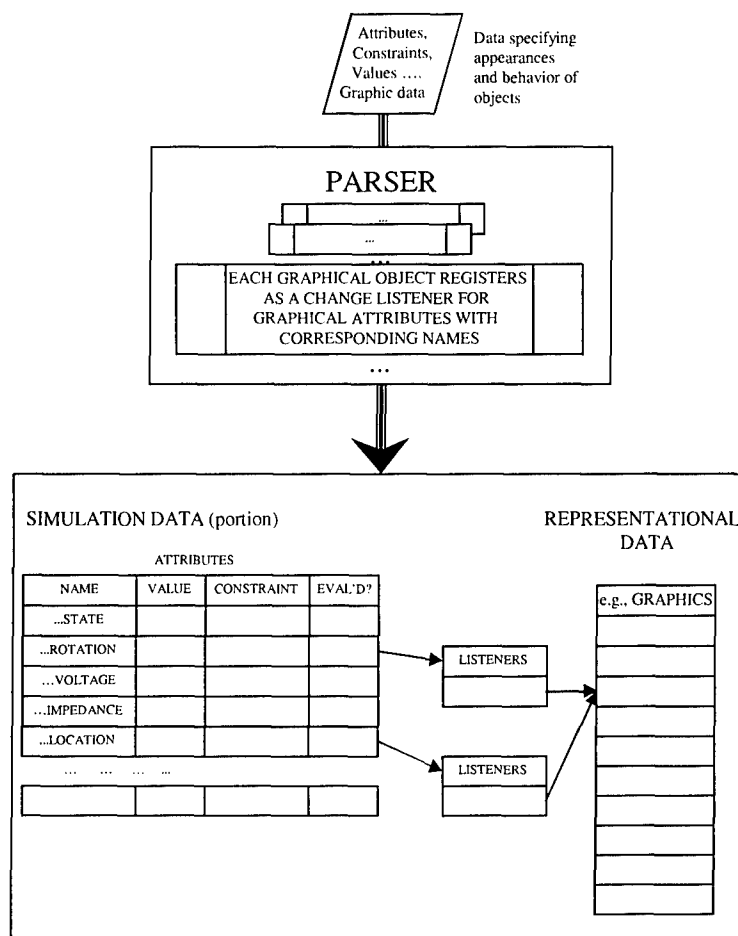 Attributes,
Constraints,
Values ....
Graphic data
Data specifying
appearances
and behavior of
objects
PARSER
...
...
...
EACH GRAPHICAL OBJECT REGISTERS
AS A CHANGE LISTENER FOR
GRAPHICAL ATTRIBUTES WITH
CORRESPONDING NAMES
...
SIMULATION DATA (portion)
REPRESENTATIONAL
DATA
ATTRIBUTES
NAME VALUE CONSTRAINT EVAL'D?
...STATE
...ROTATION
...VOLTAGE
...IMPEDANCE
...LOCATION
... ... ... ...
LISTENERS
LISTENERS
e.g., GRAPHICS